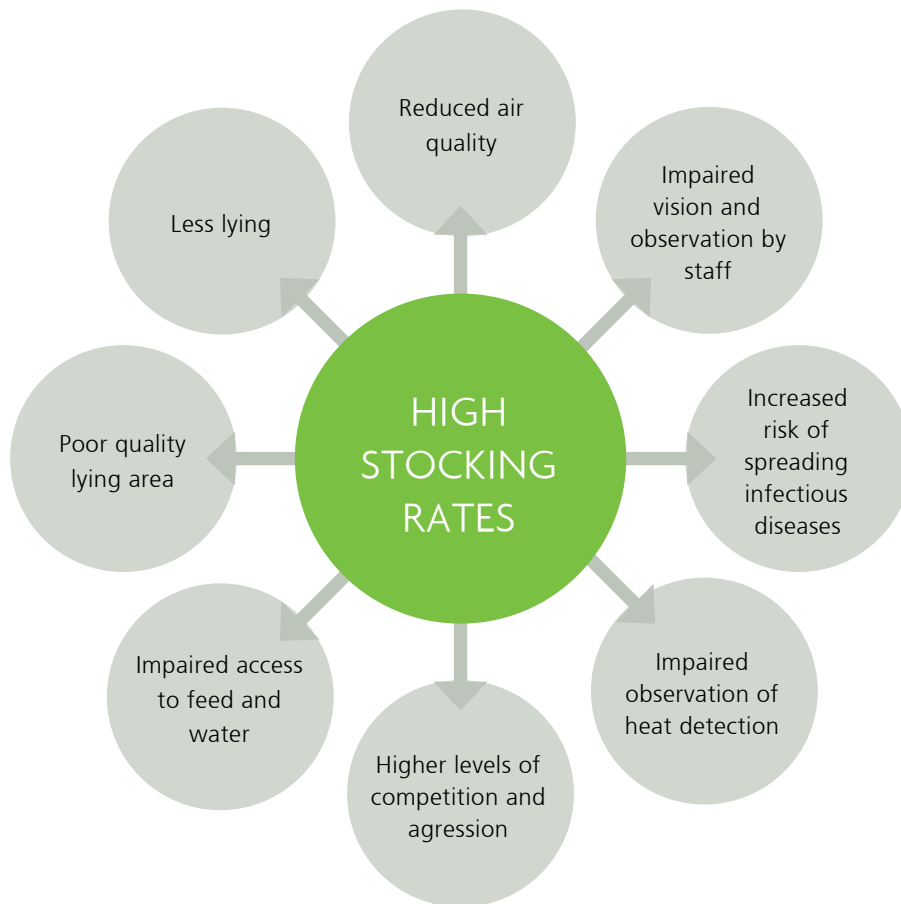 Reduced air
quality
Impaired
vision and
observation by
staff
Less lying
Increased
risk of
spreading
infectious
diseases
HIGH
STOCKING
RATES
Poor quality
lying area
Impaired
observation of
heat detection
Impaired access
to feed and
water
Higher levels of
competition and
agression